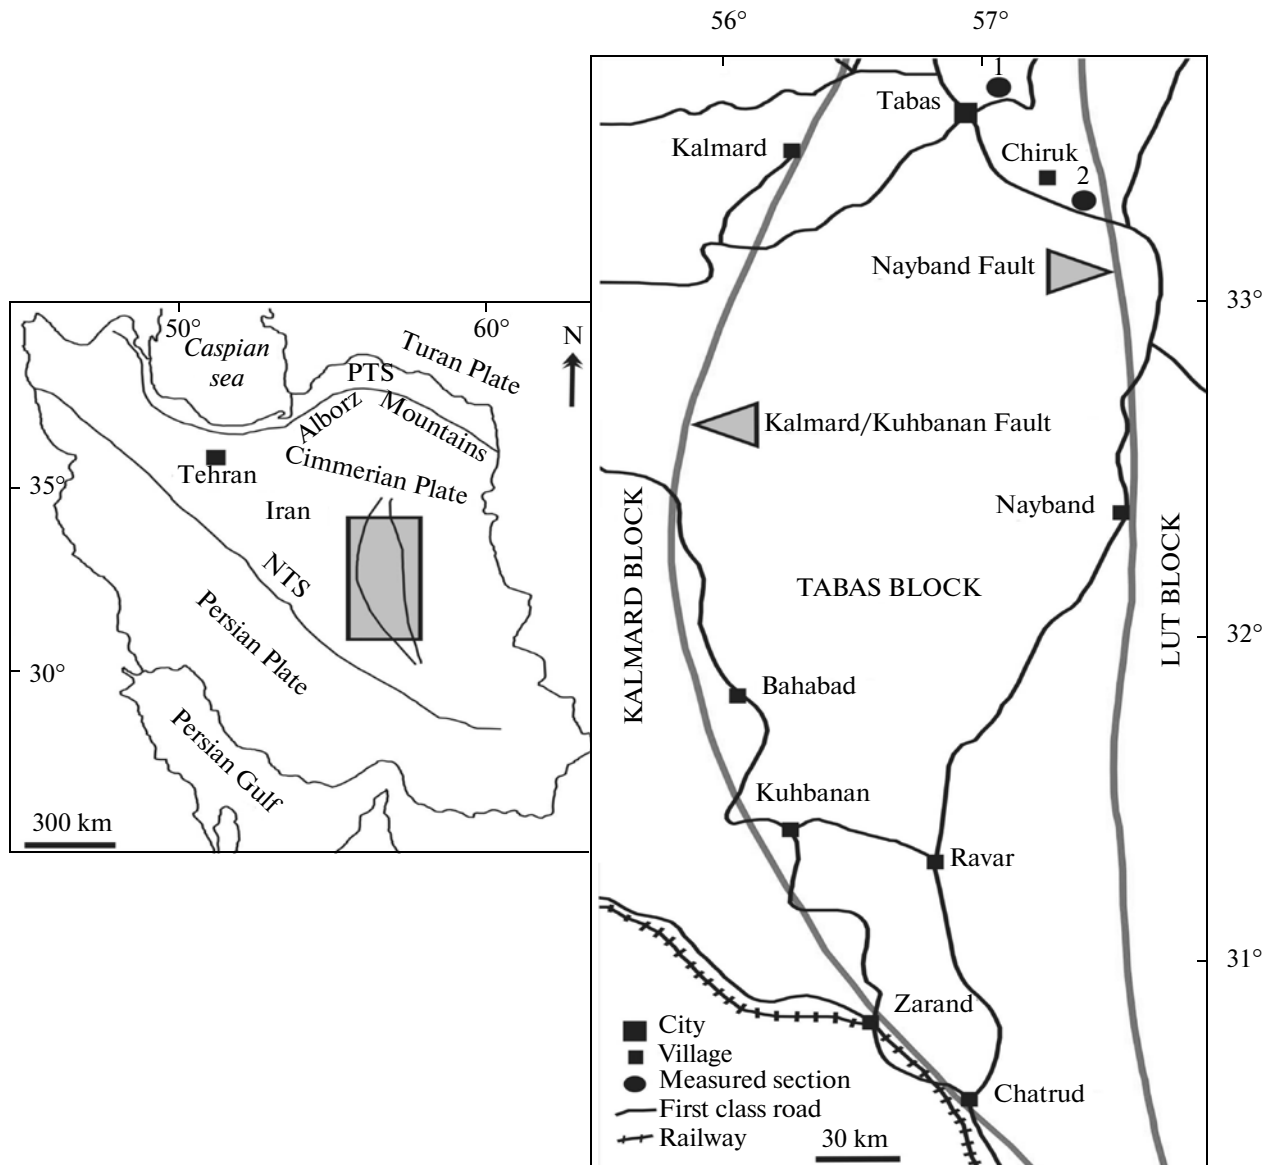 50°
60°
Caspian
sea
Turan Plate
N
PTS
Alborz
Mountains
Cimmerian Plate
Tehran
35°
Iran
NTS
Persian Plate
30°
Persian Gulf
300 km
56°
57°
1
Tabas
Kalmard
Chiruk
2
Nayband Fault
33°
Kalmard/Kuhbanan Fault
Nayband
KALMARD BLOCK
TABAS BLOCK
LUT BLOCK
32°
Bahabad
Kuhbanan
Ravar
31°
Zarand
City
Village
Measured section
Chatrud
First class road
Railway
30 km